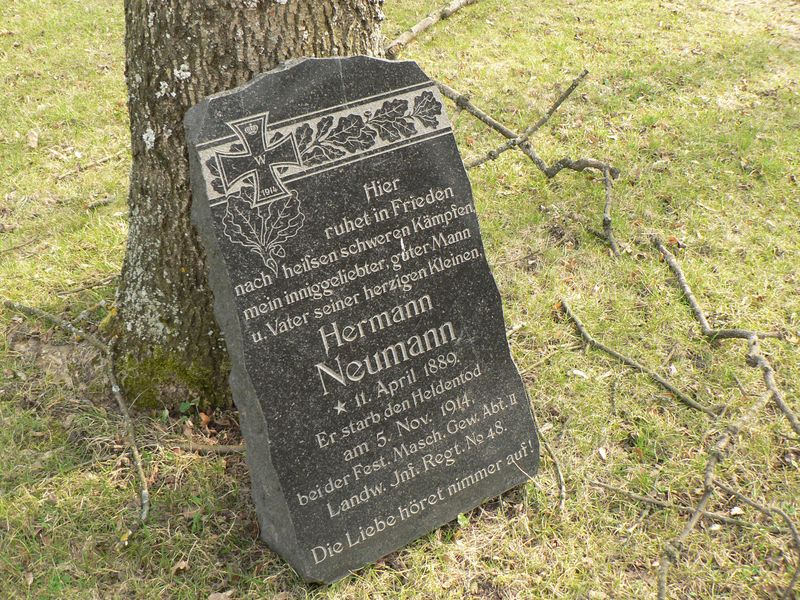 W
1914
Hier
ruhet in Frieden
nach heifsen schweren Kämpfen,
mein inniggeliebter, guter Mann
u. Vater seiner herzigen Kleinen,
Hermann
Neumann,
★ 11. April 1889,
Er starb den Heldentod
am 5. Nov. 1914.
bei der Fest. Masch. Gew. Abt. II
Landw. Jnf. Regt. No 48.
Die Liebe höret nimmer auf!